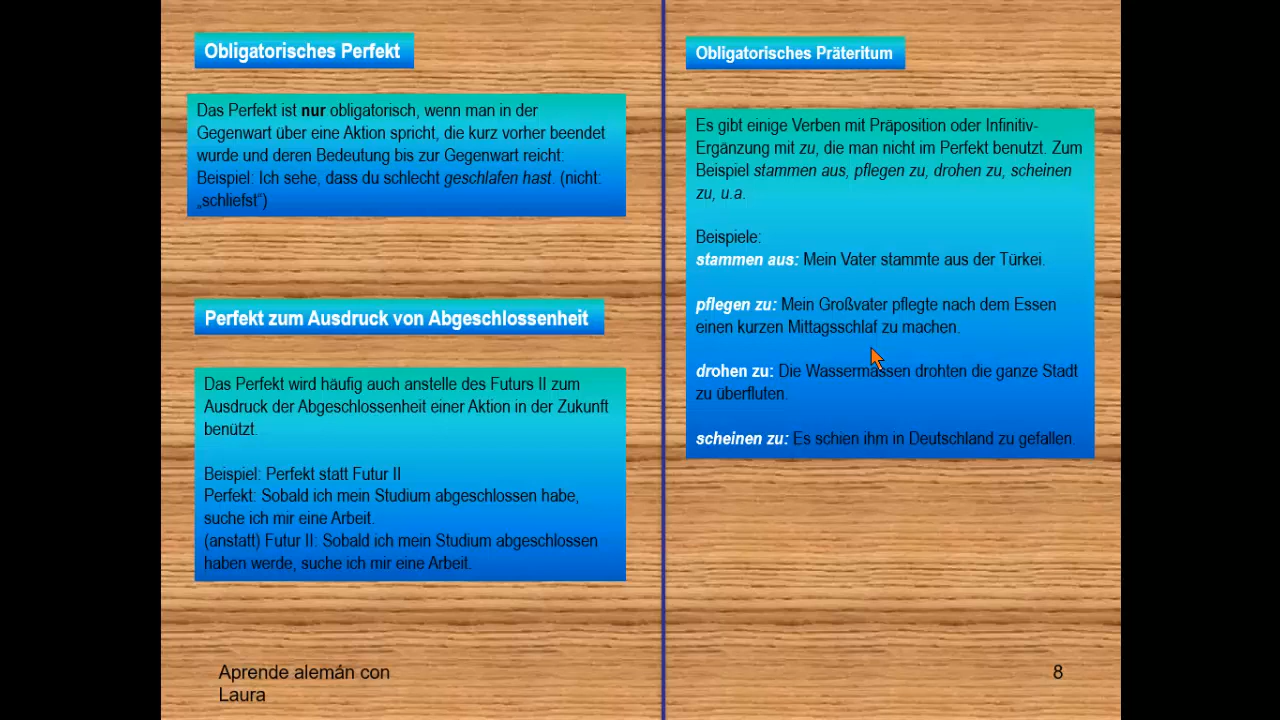 Obligatorisches Perfekt
Das Perfekt ist nur obligatorisch, wenn man in der
Gegenwart über eine Aktion spricht, die kurz vorher beendet
wurde und deren Bedeutung bis zur Gegenwart reicht:
Beispiel: Ich sehe, dass du schlecht geschlafen hast. (nicht:
„schliefst“)
Perfekt zum Ausdruck von Abgeschlossenheit
Das Perfekt wird häufig auch anstelle des Futurs II zum
Ausdruck der Abgeschlossenheit einer Aktion in der Zukunft
benützt.
Beispiel: Perfekt statt Futur II
Perfekt: Sobald ich mein Studium abgeschlossen habe,
suche ich mir eine Arbeit.
(anstatt) Futur II: Sobald ich mein Studium abgeschlossen
haben werde, suche ich mir eine Arbeit.
Obligatorisches Präteritum
Es gibt einige Verben mit Präposition oder Infinitiv-
Ergänzung mit zu, die man nicht im Perfekt benutzt. Zum
Beispiel stammen aus, pflegen zu, drohen zu, scheinen
zu, u.a.
Beispiele:
stammen aus: Mein Vater stammte aus der Türkei.
pflegen zu: Mein Großvater pflegte nach dem Essen
einen kurzen Mittagsschlaf zu machen.
drohen zu: Die Wassermassen drohten die ganze Stadt
zu überfluten.
scheinen zu: Es schien ihm in Deutschland zu gefallen.
Aprende alemán con
Laura
8